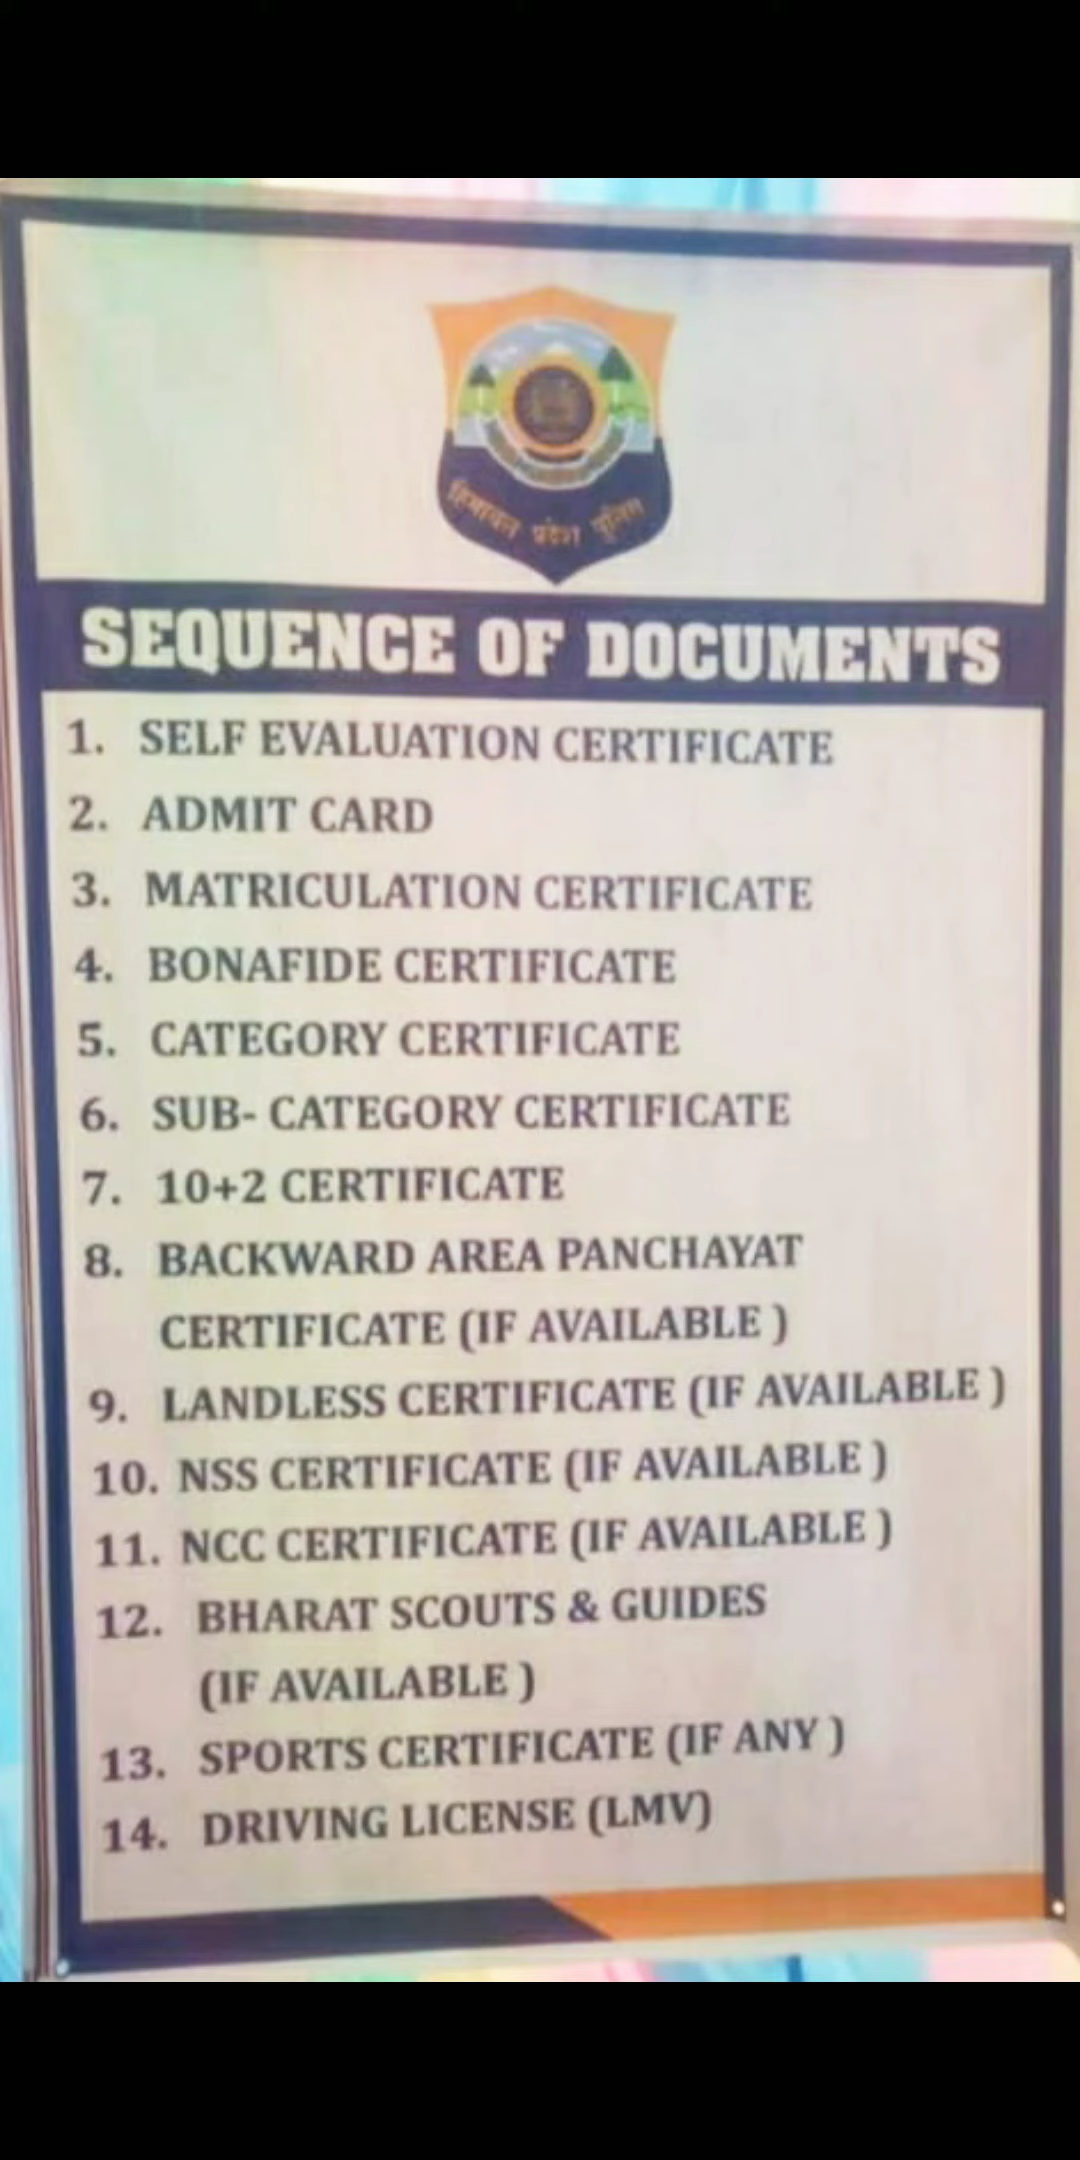 हिमाचल प्रदेश पुलिस
SEQUENCE OF DOCUMENTS
1. SELF EVALUATION CERTIFICATE
2. ADMIT CARD
3. MATRICULATION CERTIFICATE
4. BONAFIDE CERTIFICATE
5. CATEGORY CERTIFICATE
6. SUB- CATEGORY CERTIFICATE
7. 10+2 CERTIFICATE
8. BACKWARD AREA PANCHAYAT
CERTIFICATE (IF AVAILABLE )
9. LANDLESS CERTIFICATE (IF AVAILABLE )
10. NSS CERTIFICATE (IF AVAILABLE )
11. NCC CERTIFICATE (IF AVAILABLE )
12. BHARAT SCOUTS & GUIDES
(IF AVAILABLE )
13. SPORTS CERTIFICATE (IF ANY )
14. DRIVING LICENSE (LMV)